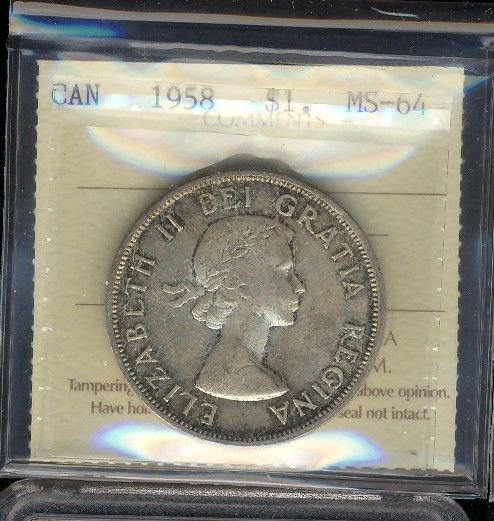 CAN 1958 $1. MS-64
COMMENTS
ELIZABETH II DEI GRATIA REGINA
A
M.
Tampering above opinion.
Have seal not intact.